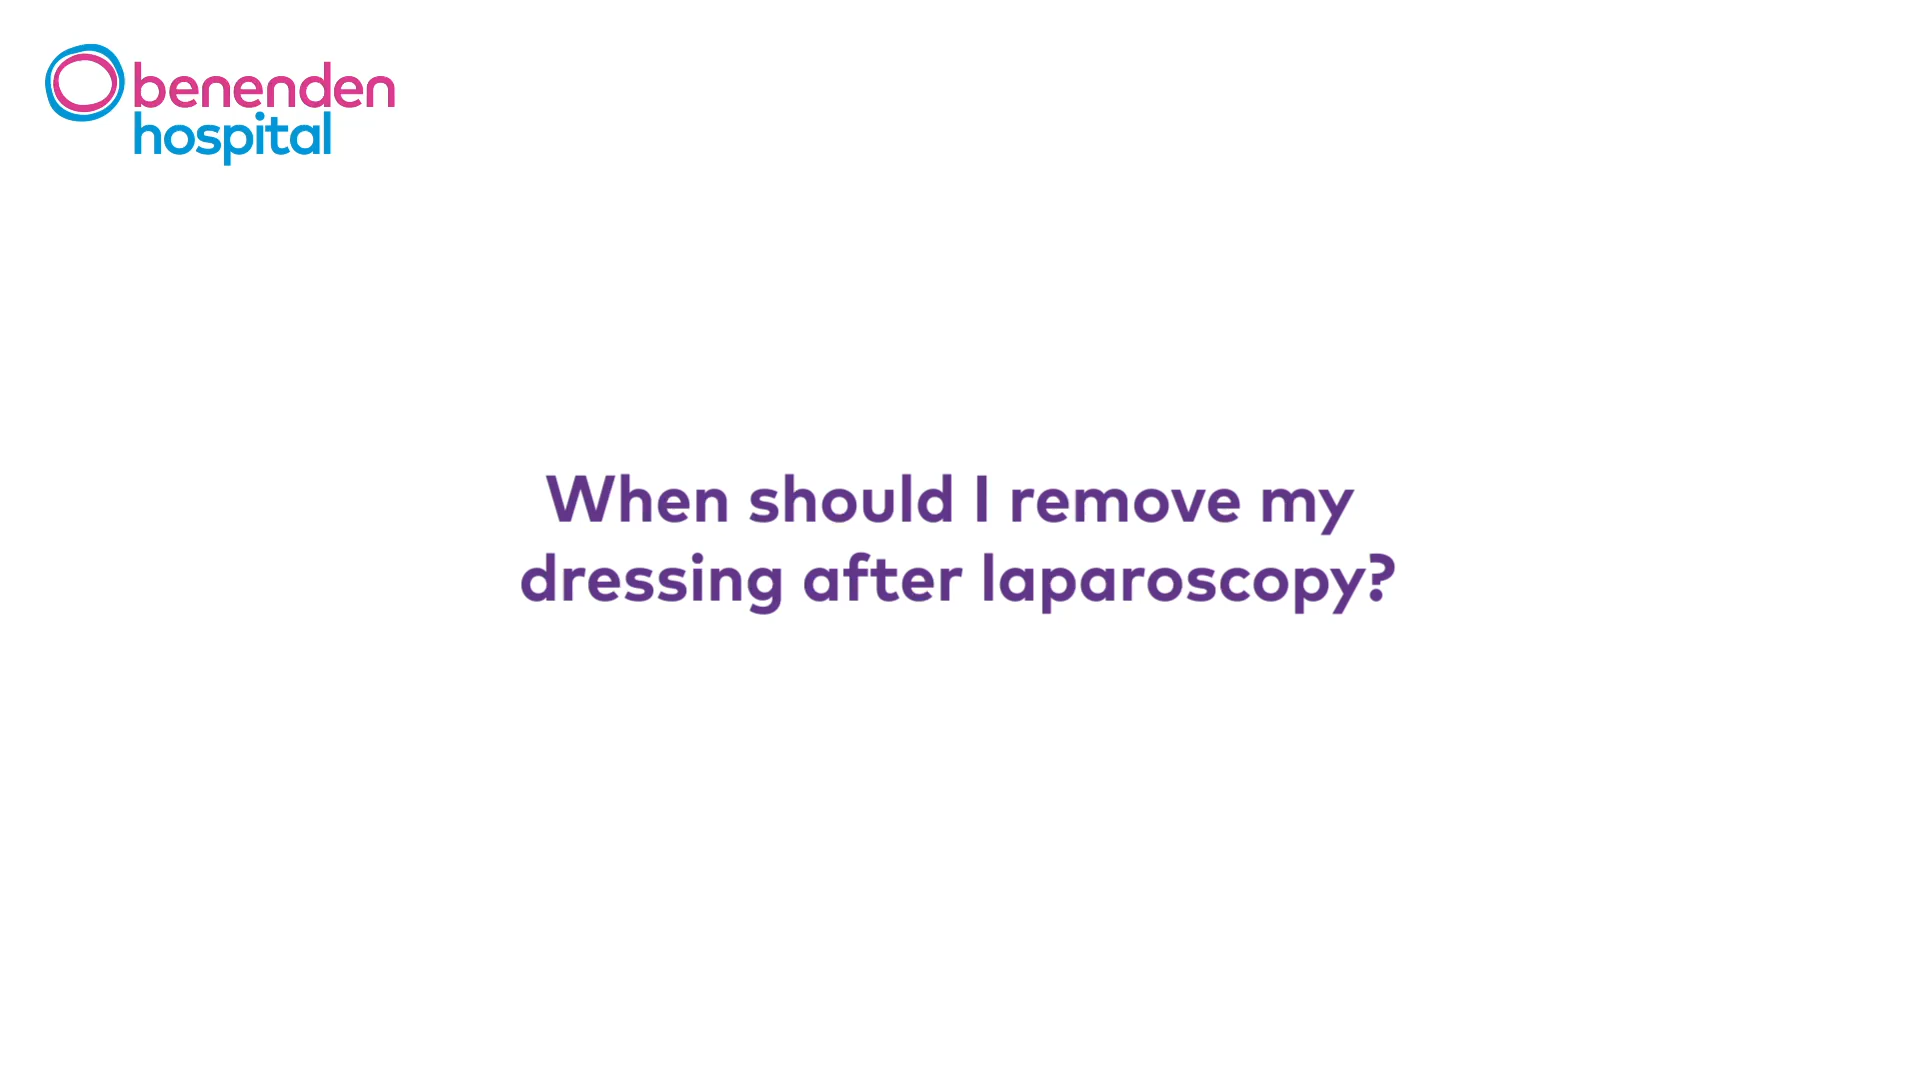 benenden
hospital
When should I remove my
dressing after laparoscopy?